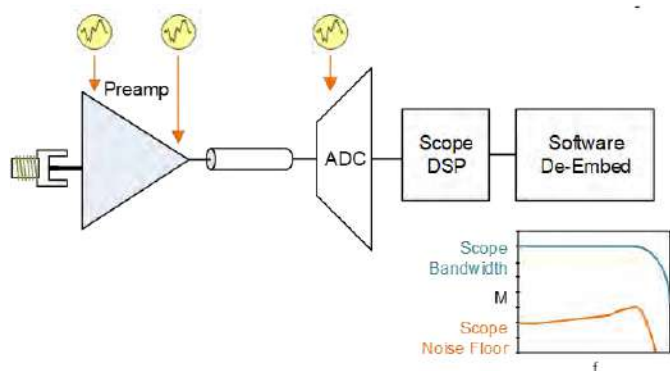 Preamp
ADC
Scope
DSP
Software
De-Embed
Scope
Bandwidth
M
Scope
Noise Floor
f